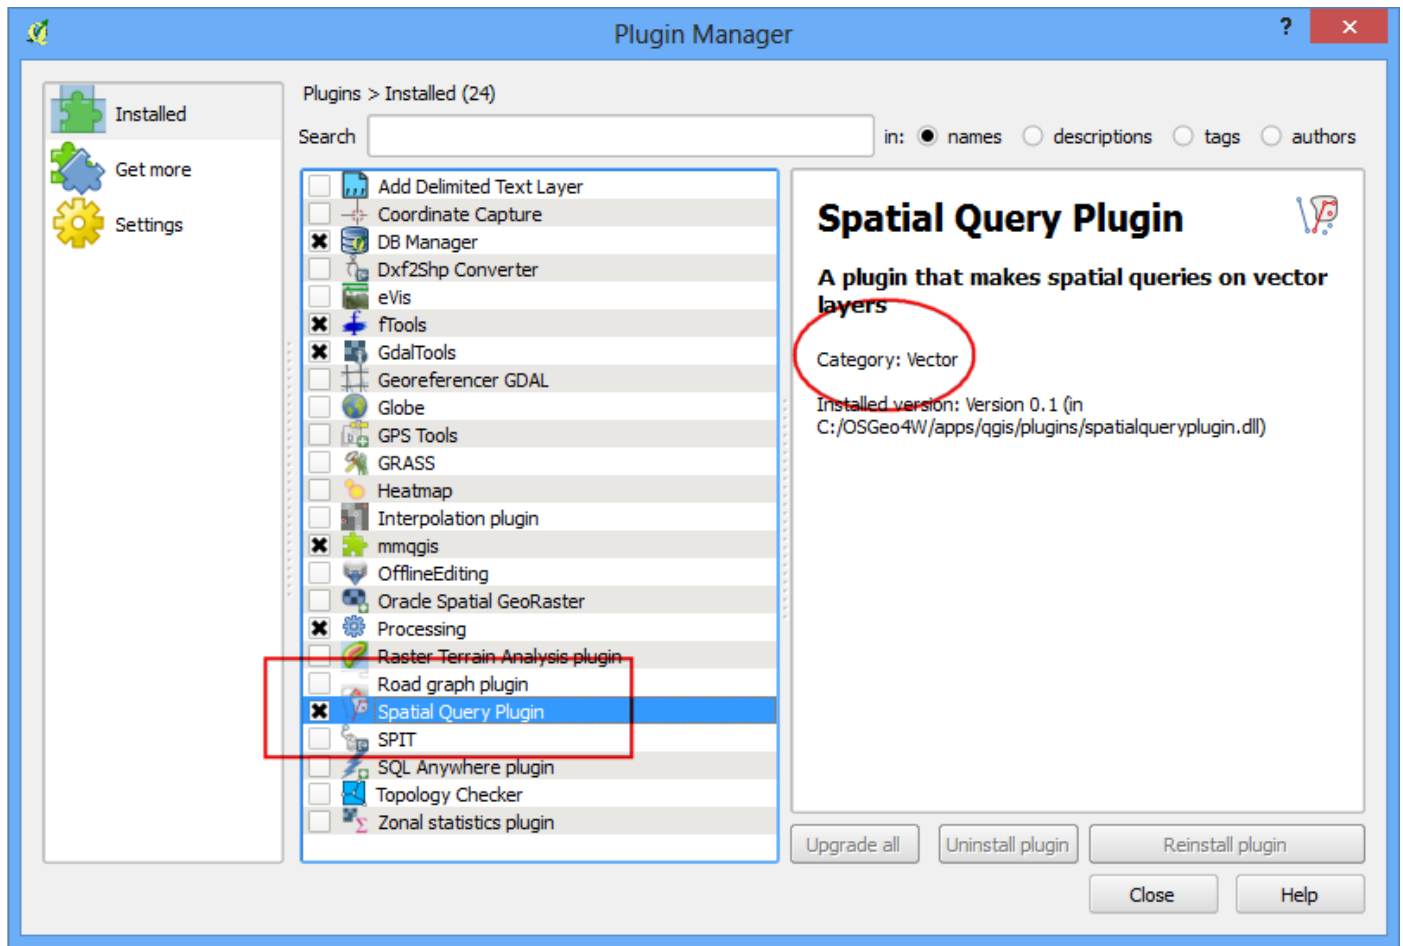 Plugin Manager
?
Installed
Get more
Settings
Plugins > Installed (24)
Search
in: names descriptions tags authors
Add Delimited Text Layer
Coordinate Capture
DB Manager
Dxf2Shp Converter
eVis
fTools
GdalTools
Georeferencer GDAL
Globe
GPS Tools
GRASS
Heatmap
Interpolation plugin
mmqgis
OfflineEditing
Oracle Spatial GeoRaster
Processing
Raster Terrain Analysis plugin
Road graph plugin
Spatial Query Plugin
SPIT
SQL Anywhere plugin
Topology Checker
Zonal statistics plugin
Spatial Query Plugin
A plugin that makes spatial queries on vector
layers
Category: Vector
Installed version: Version 0.1 (in
C:/OSGeo4W/apps/qgis/plugins/spatialqueryplugin.dll)
Upgrade all
Uninstall plugin
Reinstall plugin
Close
Help